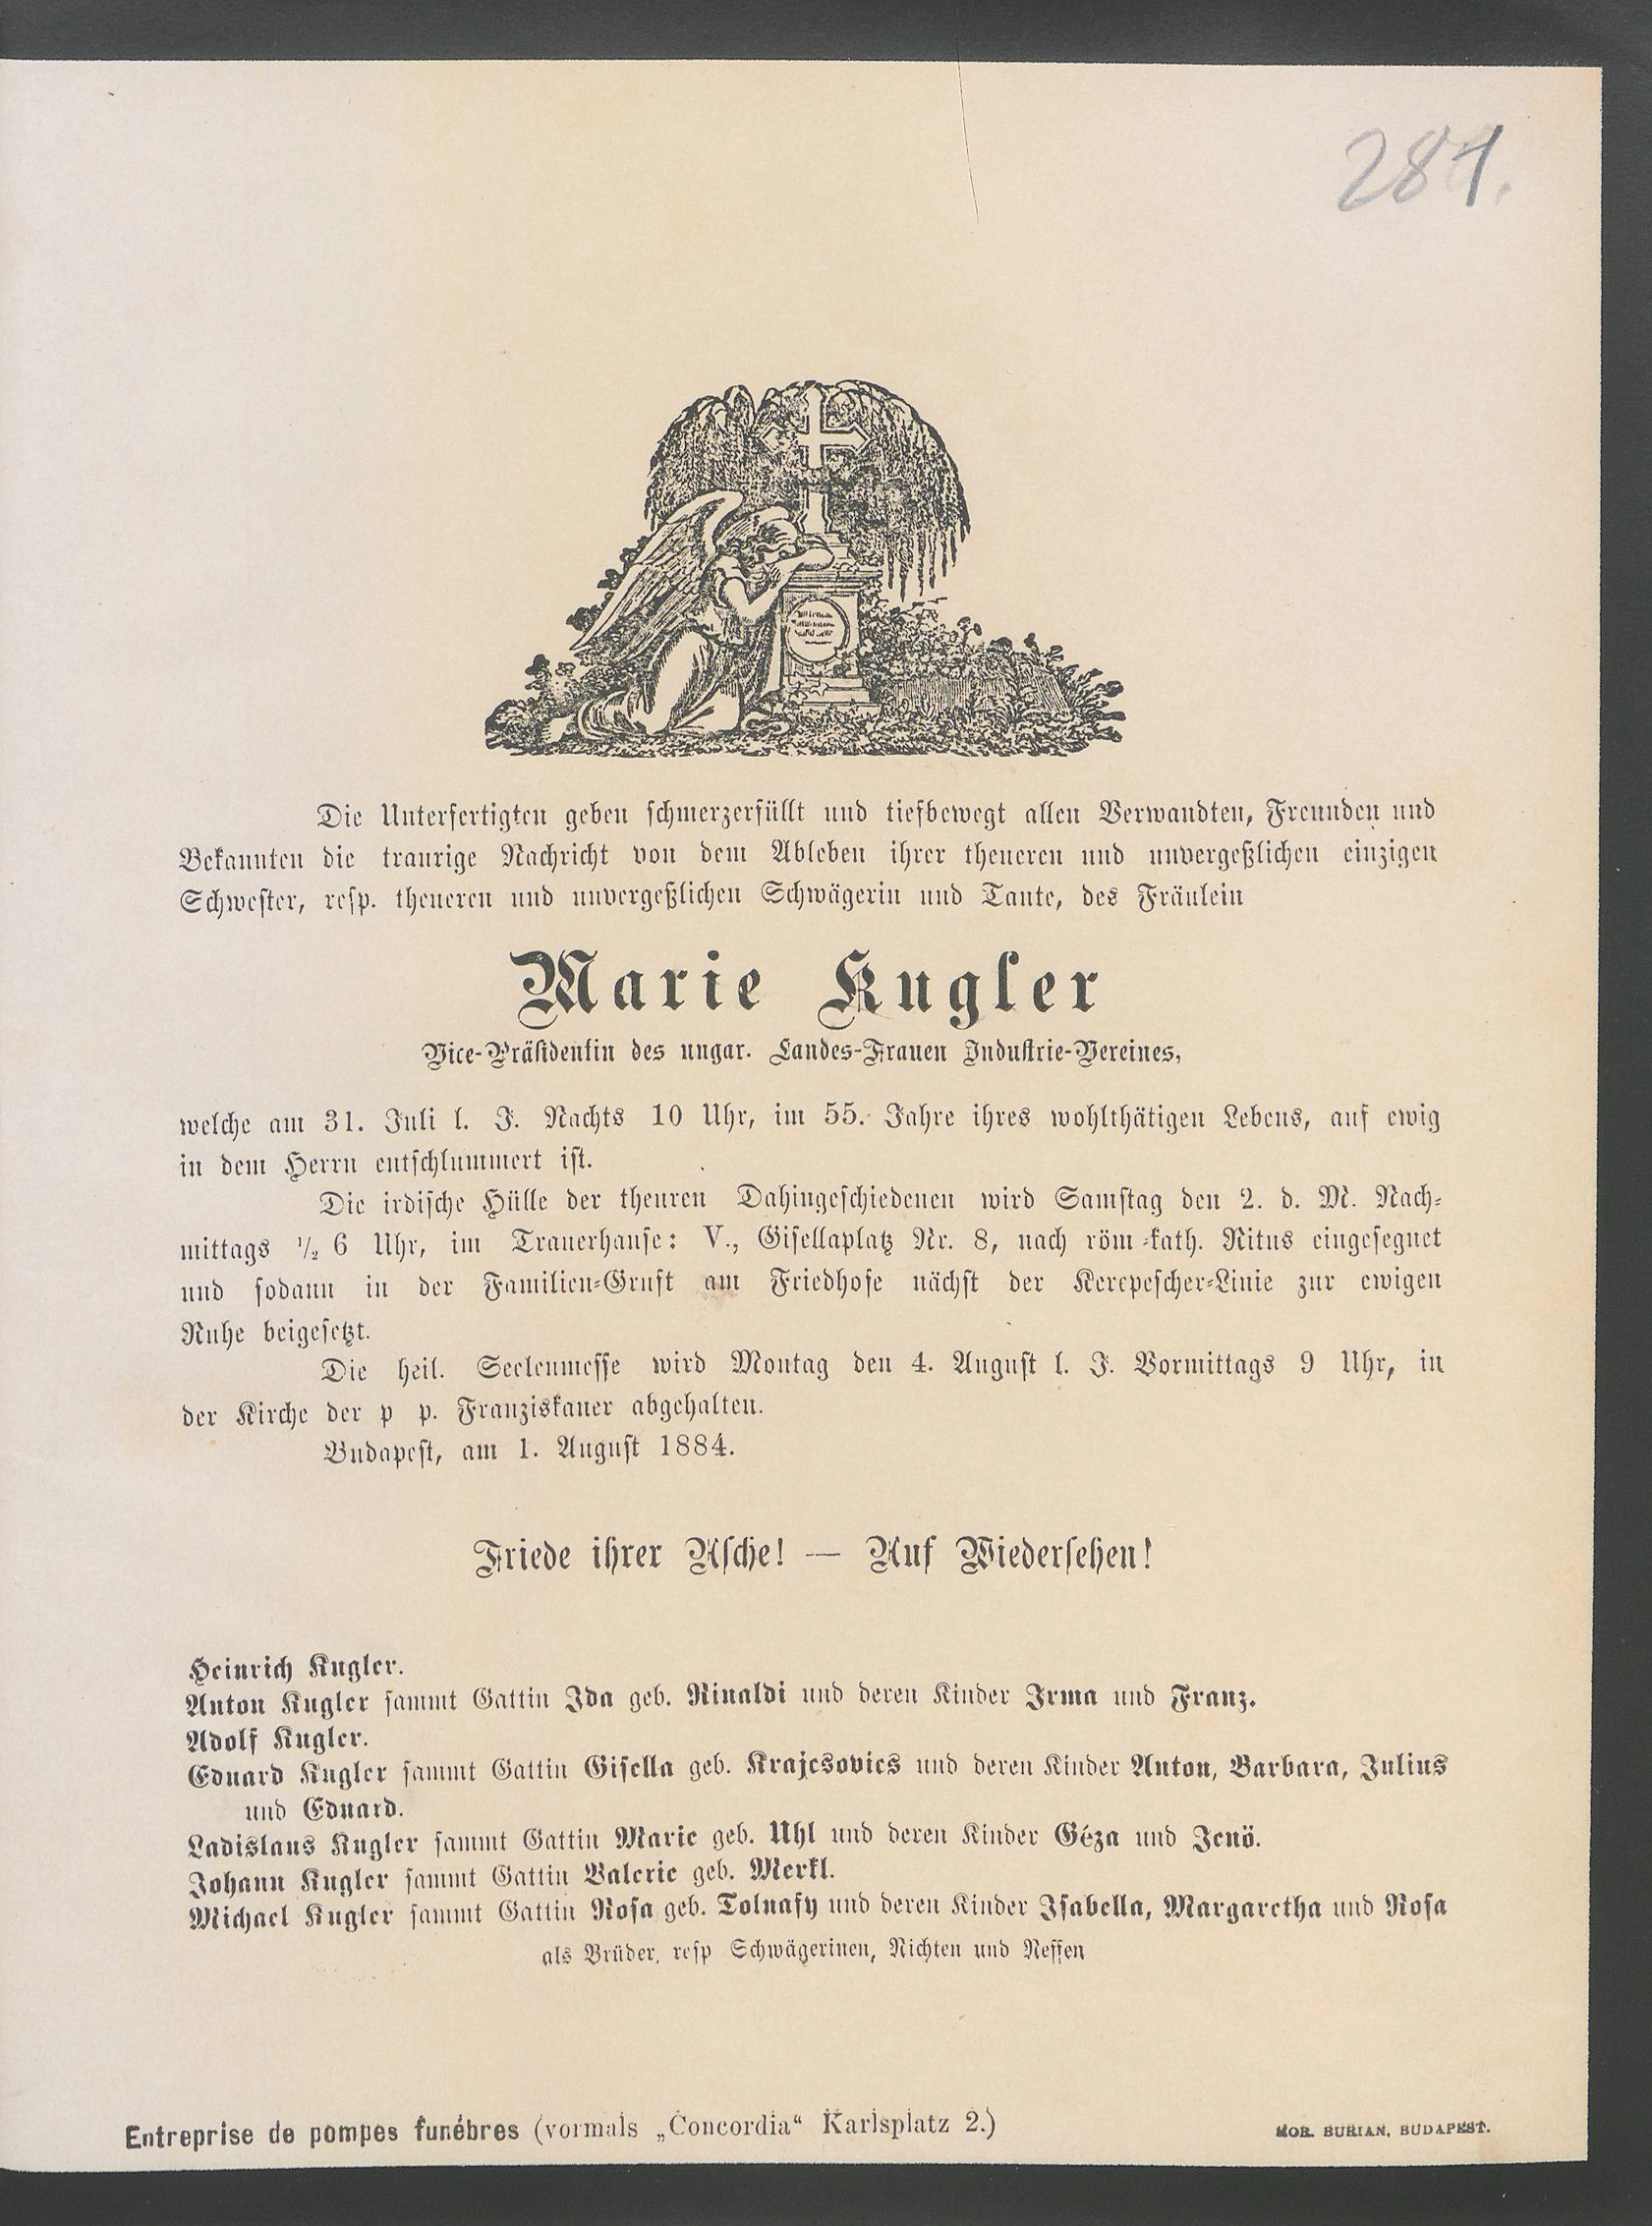 281.
Die Unterfertigten geben schmerzerfüllt und tiefbewegt allen Verwandten, Freunden und
Bekannten die traurige Nachricht von dem Ableben ihrer theueren und unvergeßlichen einzigen
Schwester, resp. theueren und unvergeßlichen Schwägerin und Tante, des Fräulein
Marie Kugler
Vice-Präsidentin des ungar. Landes-Frauen Industrie-Vereines,
welche am 31. Juli l. J. Nachts 10 Uhr, im 55. Jahre ihres wohlthätigen Lebens, auf ewig
in dem Herrn entschlummert ist.
Die irdische Hülle der theuren Dahingeschiedenen wird Samstag den 2. d. M. Nach-
mittags ½ 6 Uhr, im Trauerhause: V., Gisellaplatz Nr. 8, nach röm-kath. Ritus eingesegnet
und sodann in der Familien-Gruft am Friedhofe nächst der Kerepescher-Linie zur ewigen
Ruhe beigesetzt.
Die heil. Seelenmesse wird Montag den 4. August l. J. Vormittags 9 Uhr, in
der Kirche der p p. Franziskaner abgehalten.
Budapest, am 1. August 1884.
Friede ihrer Asche! — Auf Wiedersehen!
Heinrich Kugler.
Anton Kugler sammt Gattin Ida geb. Rinaldi und deren Kinder Irma und Franz.
Adolf Kugler.
Eduard Kugler sammt Gattin Gisella geb. Krajcsovics und deren Kinder Anton, Barbara, Julius
und Eduard.
Ladislaus Kugler sammt Gattin Marie geb. Uhl und deren Kinder Géza und Jenö.
Johann Kugler sammt Gattin Valerie geb. Merkl.
Michael Kugler sammt Gattin Rosa geb. Tolnafy und deren Kinder Isabella, Margaretha und Rosa
als Brüder, resp Schwägerinen, Nichten und Neffen
Entreprise de pompes funébres (vormals „Concordia“ Karlsplatz 2.)
MOR. BURIAN, BUDAPEST.